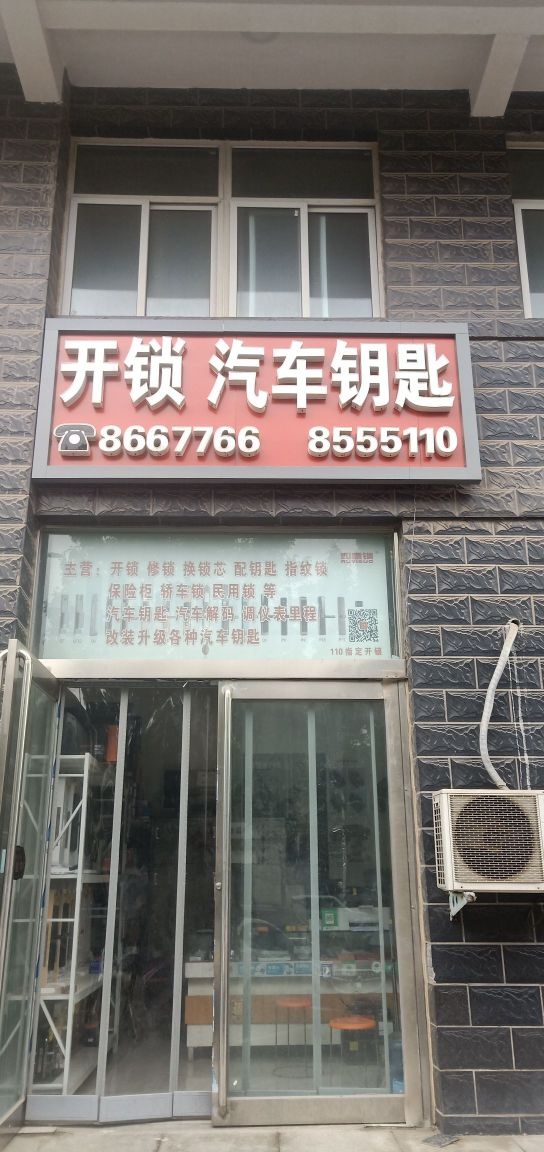 开锁 汽车钥匙
8667766 8555110
主营：开锁 修锁 换锁芯 配钥匙 指纹锁
保险柜 轿车锁 民用锁 等
汽车钥匙 汽车解码 调仪表里程
改装升级各种汽车钥匙
110指定开锁